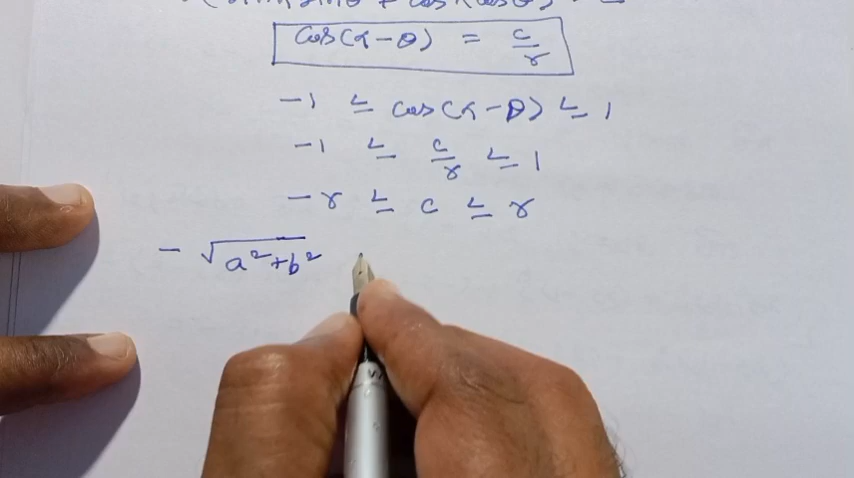 cos(α-θ) = c/r
-1 ≤ cos(α-θ) ≤ 1
-1 ≤ c/r ≤ 1
-r ≤ c ≤ r
-√a²+b²